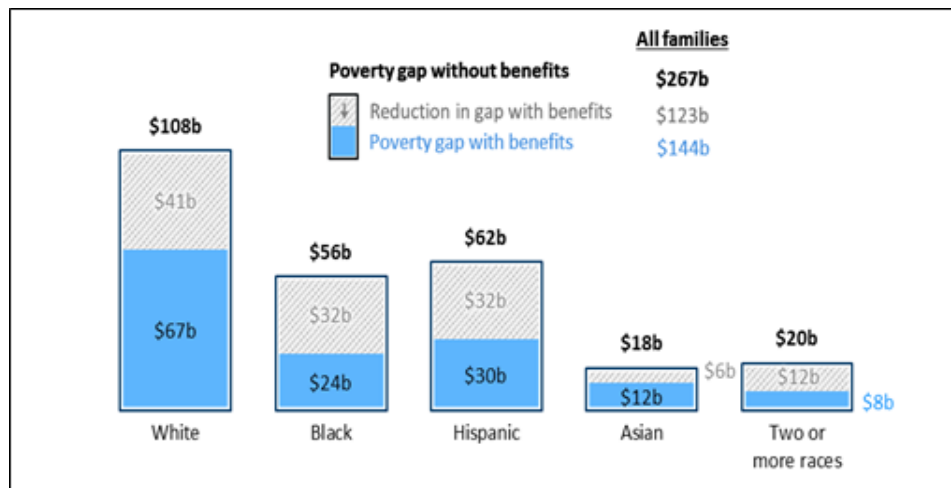 All families
Poverty gap without benefits $267b
Reduction in gap with benefits $123b
Poverty gap with benefits $144b
$108b
$41b
$67b
White
$56b
$32b
$24b
Black
$62b
$32b
$30b
Hispanic
$18b
$6b
$12b
Asian
$20b
$12b
$8b
Two or
more races